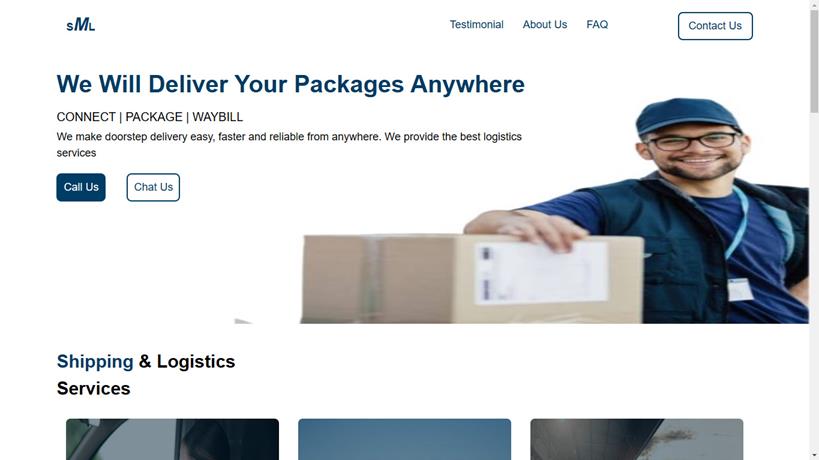 SML
Testimonial
About Us
FAQ
Contact Us
We Will Deliver Your Packages Anywhere
CONNECT | PACKAGE | WAYBILL
We make doorstep delivery easy, faster and reliable from anywhere. We provide the best logistics
services
Call Us
Chat Us
Shipping & Logistics
Services